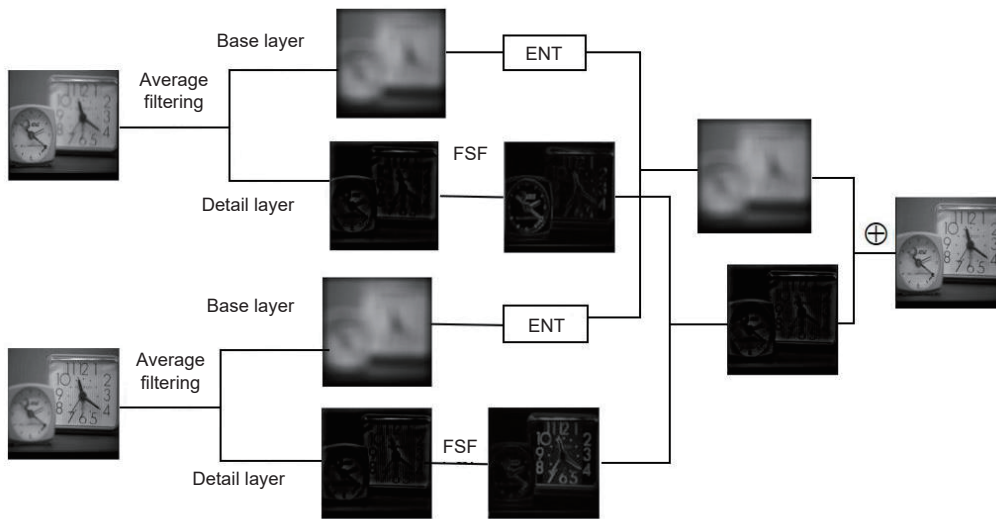 Base layer
ENT
Average
filtering
FSF
Detail layer
Base layer
ENT
Average
filtering
FSF
Detail layer
⊕